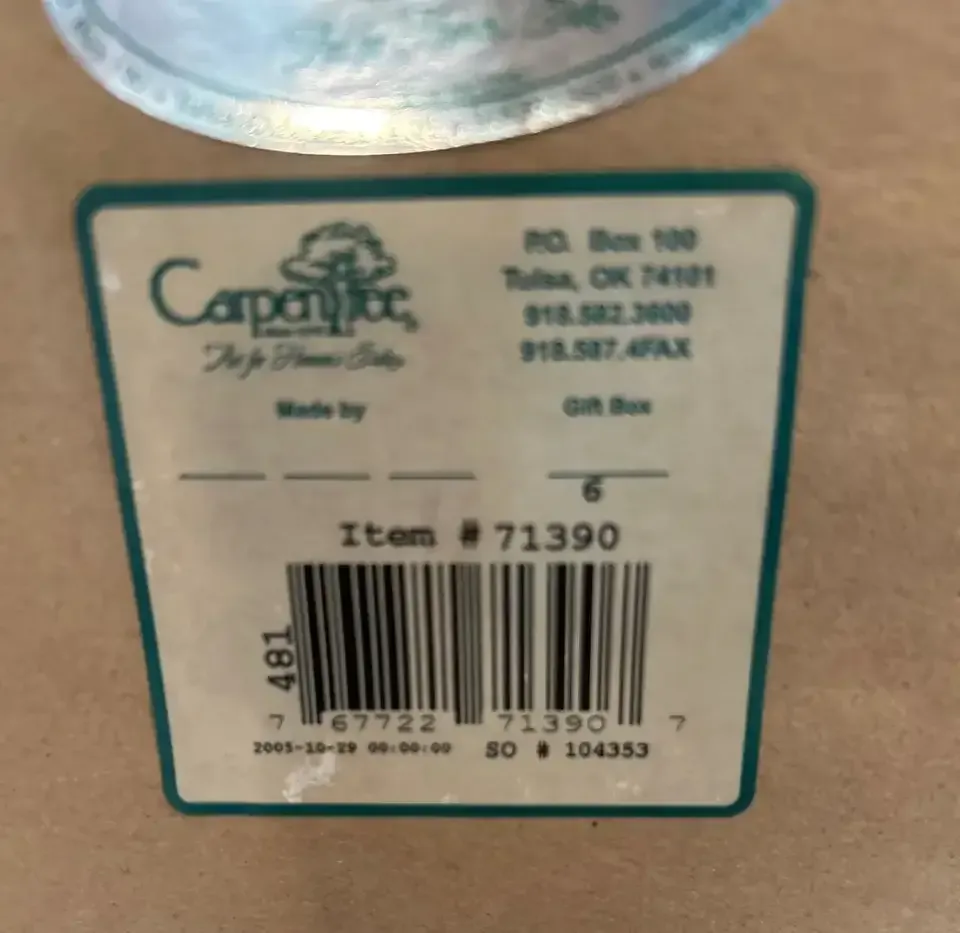 Carpentree
P.O. Box 100
Tulsa, OK 74101
918.582.3600
918.587.4FAX
Made by
Gift Box
6
Item # 71390
481
7 67722 71390 7
2005-10-29 00:00:00 SO # 104353